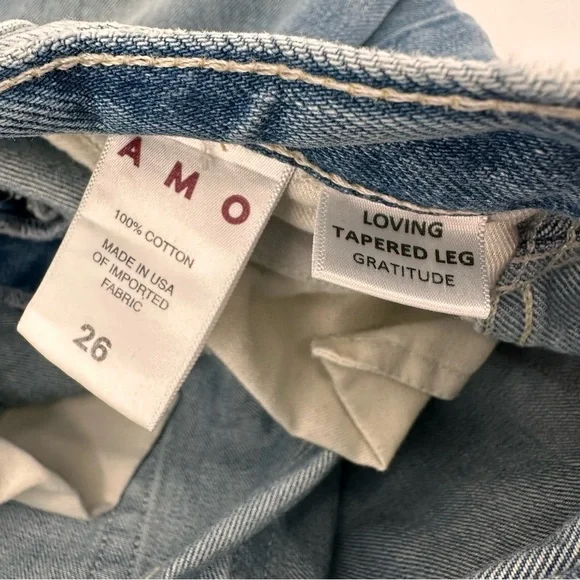 AMO
100% COTTON
MADE IN USA
OF IMPORTED
FABRIC
26
LOVING
TAPERED LEG
GRATITUDE